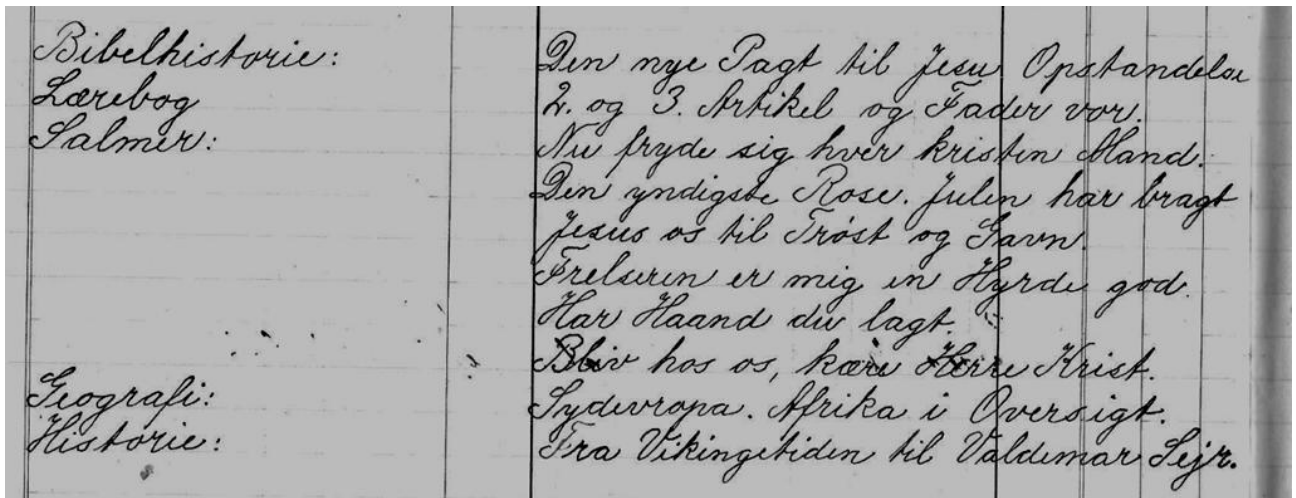 Bibelhistorie: Den nye Pagt til Jesu Opstandelse
Lærebog 2. og 3. Artikel og Fader vor.
Salmer: Nu fryde sig hver kristen Mand.
Den yndigste Rose. Julen har bragt
Jesus os til Trøst og Gavn.
Frelseren er mig en Hyrde god.
Har Haand du lagt.
Bliv hos os, kære Herre Krist.
Geografi: Sydevropa. Afrika i Oversigt.
Historie: Fra Vikingetiden til Valdemar Sejr.